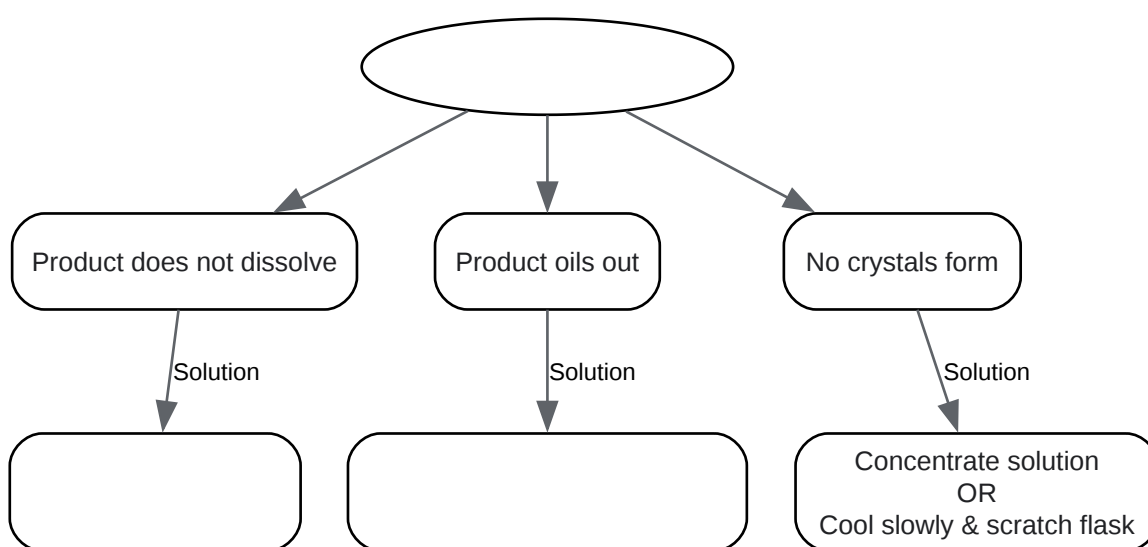 Product does not dissolve
Product oils out
No crystals form
Solution
Solution
Solution
Concentrate solution
OR
Cool slowly & scratch flask